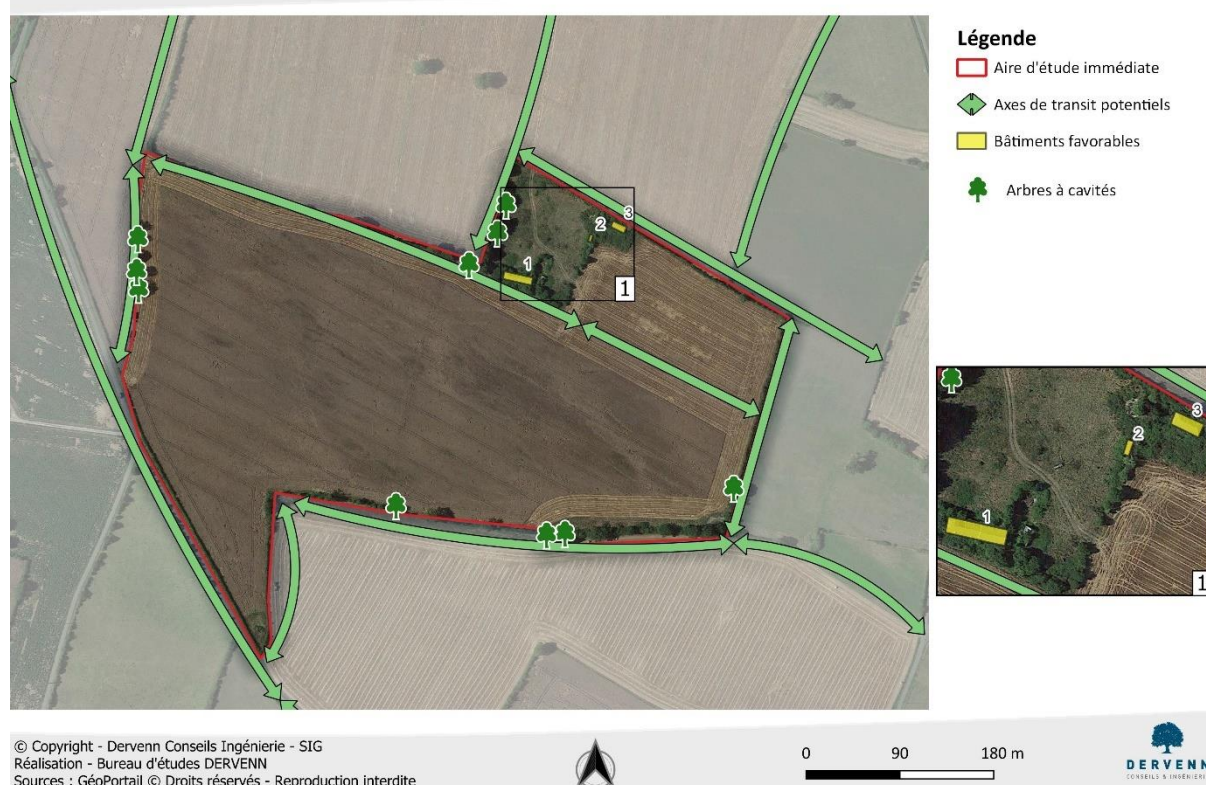 Légende
Aire d'étude immédiate
Axes de transit potentiels
Bâtiments favorables
Arbres à cavités
3
2
1
1
3
2
1
1
© Copyright - Dervenn Conseils Ingénierie - SIG
Réalisation - Bureau d'études DERVENN
Sources : GéoPortail © Droits réservés - Reproduction interdite
0 90 180 m
DERVENN
CONSEILS & INGÉNIERIE